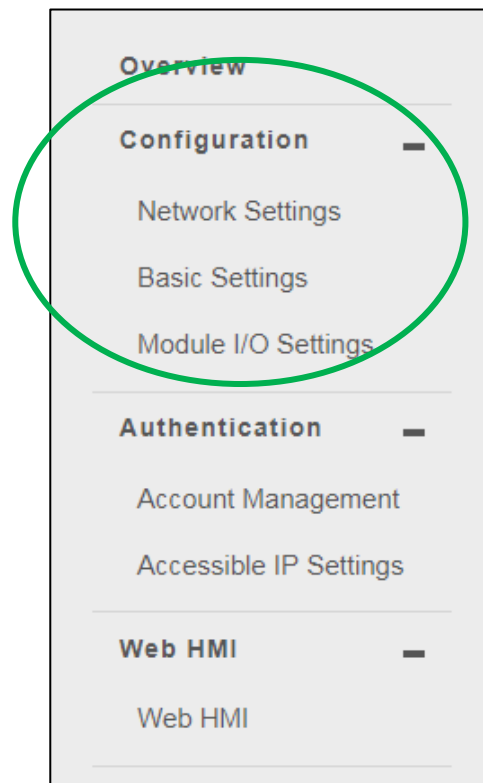 Overview
Configuration
Network Settings
Basic Settings
Module I/O Settings
Authentication
Account Management
Accessible IP Settings
Web HMI
Web HMI